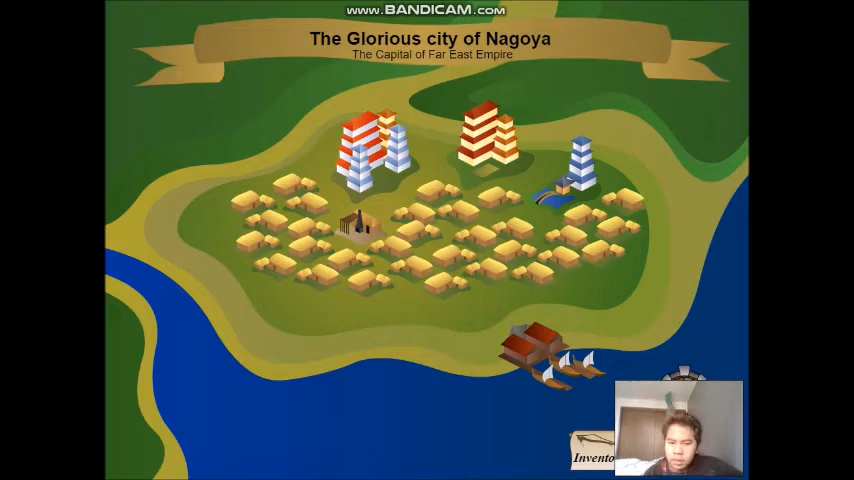 www.BANDICAM.com
The Glorious city of Nagoya
The Capital of Far East Empire